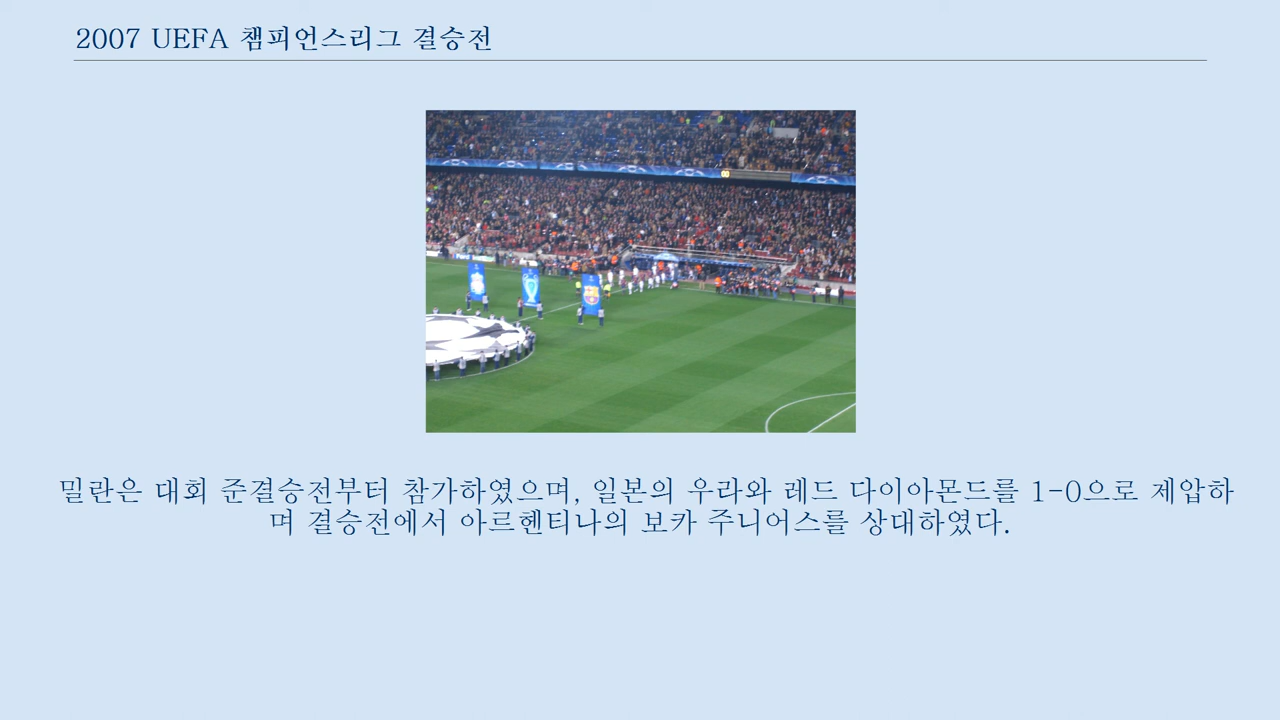 2007 UEFA 챔피언스리그 결승전
밀란은 대회 준결승전부터 참가하였으며, 일본의 우라와 레드 다이아몬드를 1-0으로 제압하
며 결승전에서 아르헨티나의 보카 주니어스를 상대하였다.